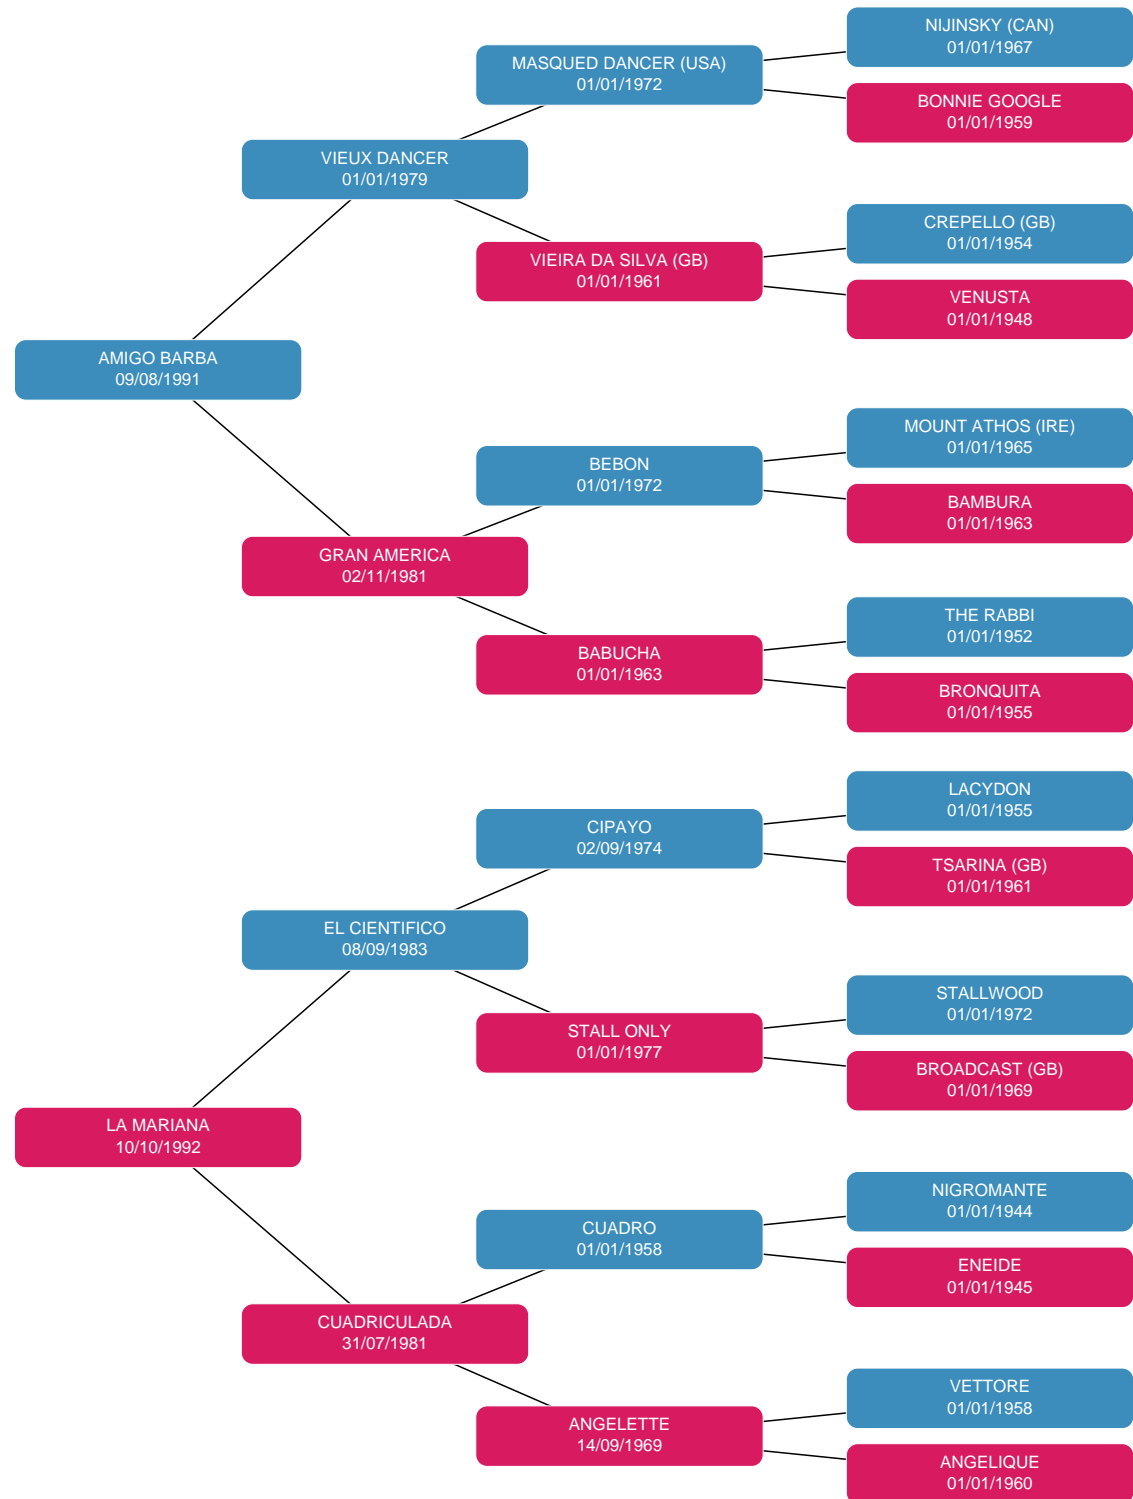 NIJINSKY (CAN)
01/01/1967
MASQUED DANCER (USA)
01/01/1972
BONNIE GOOGLE
01/01/1959
VIEUX DANCER
01/01/1979
CREPELLO (GB)
01/01/1954
VIEIRA DA SILVA (GB)
01/01/1961
VENUSTA
01/01/1948
AMIGO BARBA
09/08/1991
MOUNT ATHOS (IRE)
01/01/1965
BEBON
01/01/1972
BAMBURA
01/01/1963
GRAN AMERICA
02/11/1981
THE RABBI
01/01/1952
BABUCHA
01/01/1963
BRONQUITA
01/01/1955
LACYDON
01/01/1955
CIPAYO
02/09/1974
TSARINA (GB)
01/01/1961
EL CIENTIFICO
08/09/1983
STALLWOOD
01/01/1972
STALL ONLY
01/01/1977
BROADCAST (GB)
01/01/1969
LA MARIANA
10/10/1992
NIGROMANTE
01/01/1944
CUADRO
01/01/1958
ENEIDE
01/01/1945
CUADRICULADA
31/07/1981
VETTORE
01/01/1958
ANGELETTE
14/09/1969
ANGELIQUE
01/01/1960